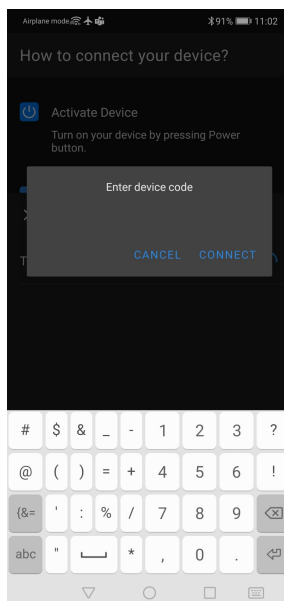 Airplane mode 91% 11:02
How to connect your device?
Activate Device
Turn on your device by pressing Power
button.
Enter device code
T
CANCEL CONNECT
# $ & _ - 1 2 3 ?
@ ( ) = + 4 5 6 !
{&= ' : % / 7 8 9
abc " * , 0 .